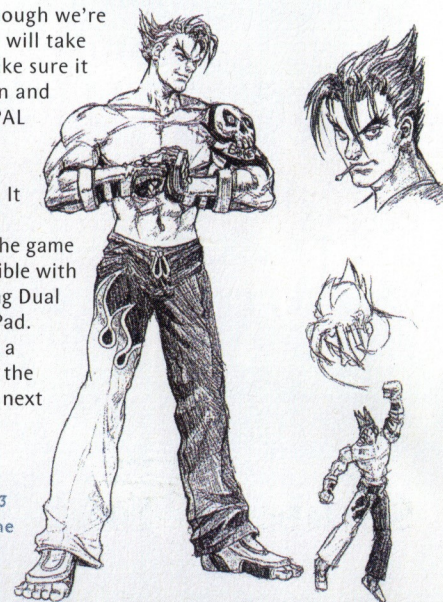 ough we're
will take
ke sure it
n and
PAL
It
he game
ible with
g Dual
Pad.
a
the
next
3
ne